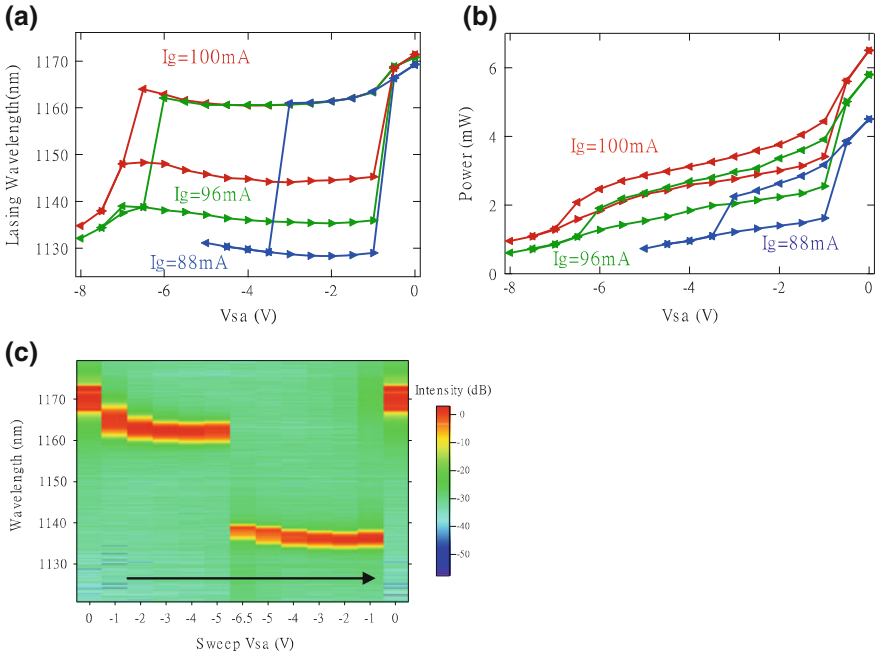 (a)
Lasing Wavelength(nm)
1170
1160
1150
1140
1130
Ig=100mA
Ig=96mA
Ig=88mA
-8 -6 -4 -2 0
Vsa (V)
(b)
Power (mW)
6
4
2
0
Ig=100mA
Ig=96mA
Ig=88mA
-8 -6 -4 -2 0
Vsa (V)
(c)
Wavelength (nm)
1170
1160
1150
1140
1130
0 -1 -2 -3 -4 -5 -6.5 -5 -4 -3 -2 -1 0
Sweep Vsa (V)
Intensity (dB)
0
-10
-20
-30
-40
-50